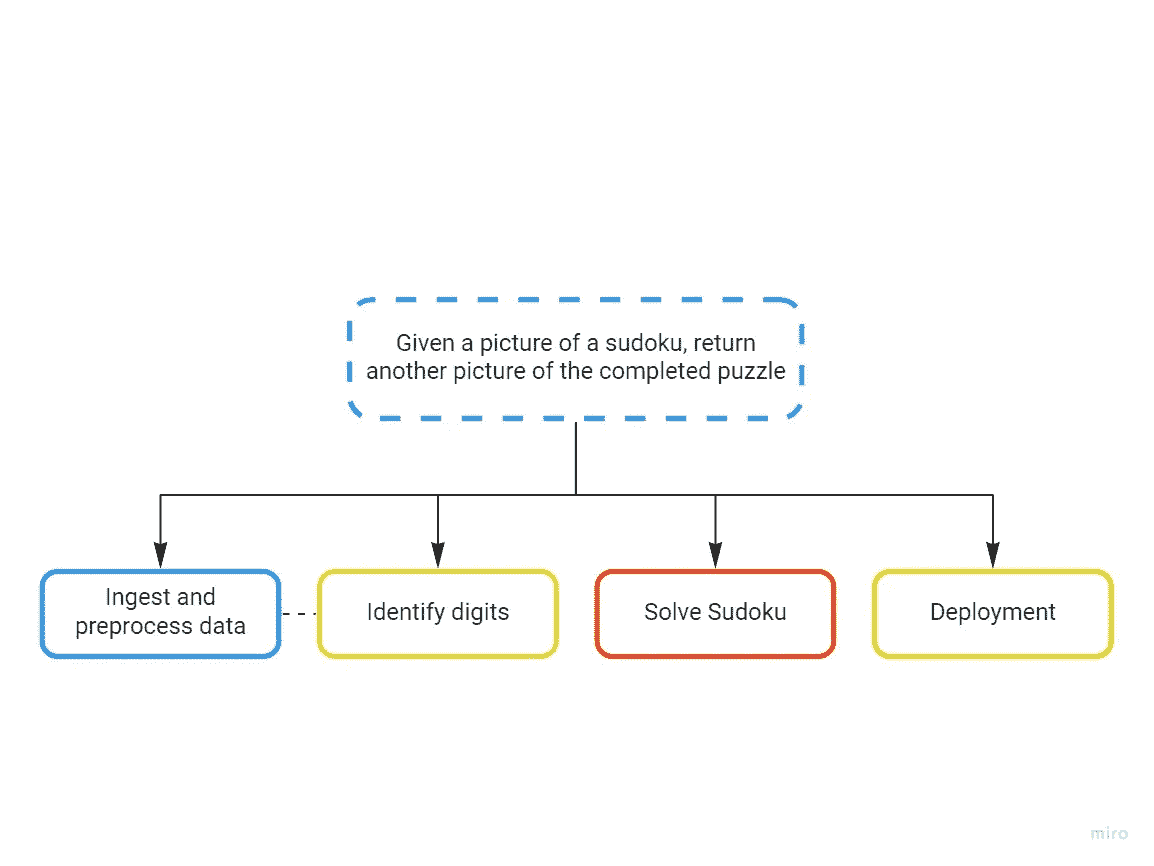 Given a picture of a sudoku, return
another picture of the completed puzzle
Ingest and
preprocess data
Identify digits
Solve Sudoku
Deployment
miro